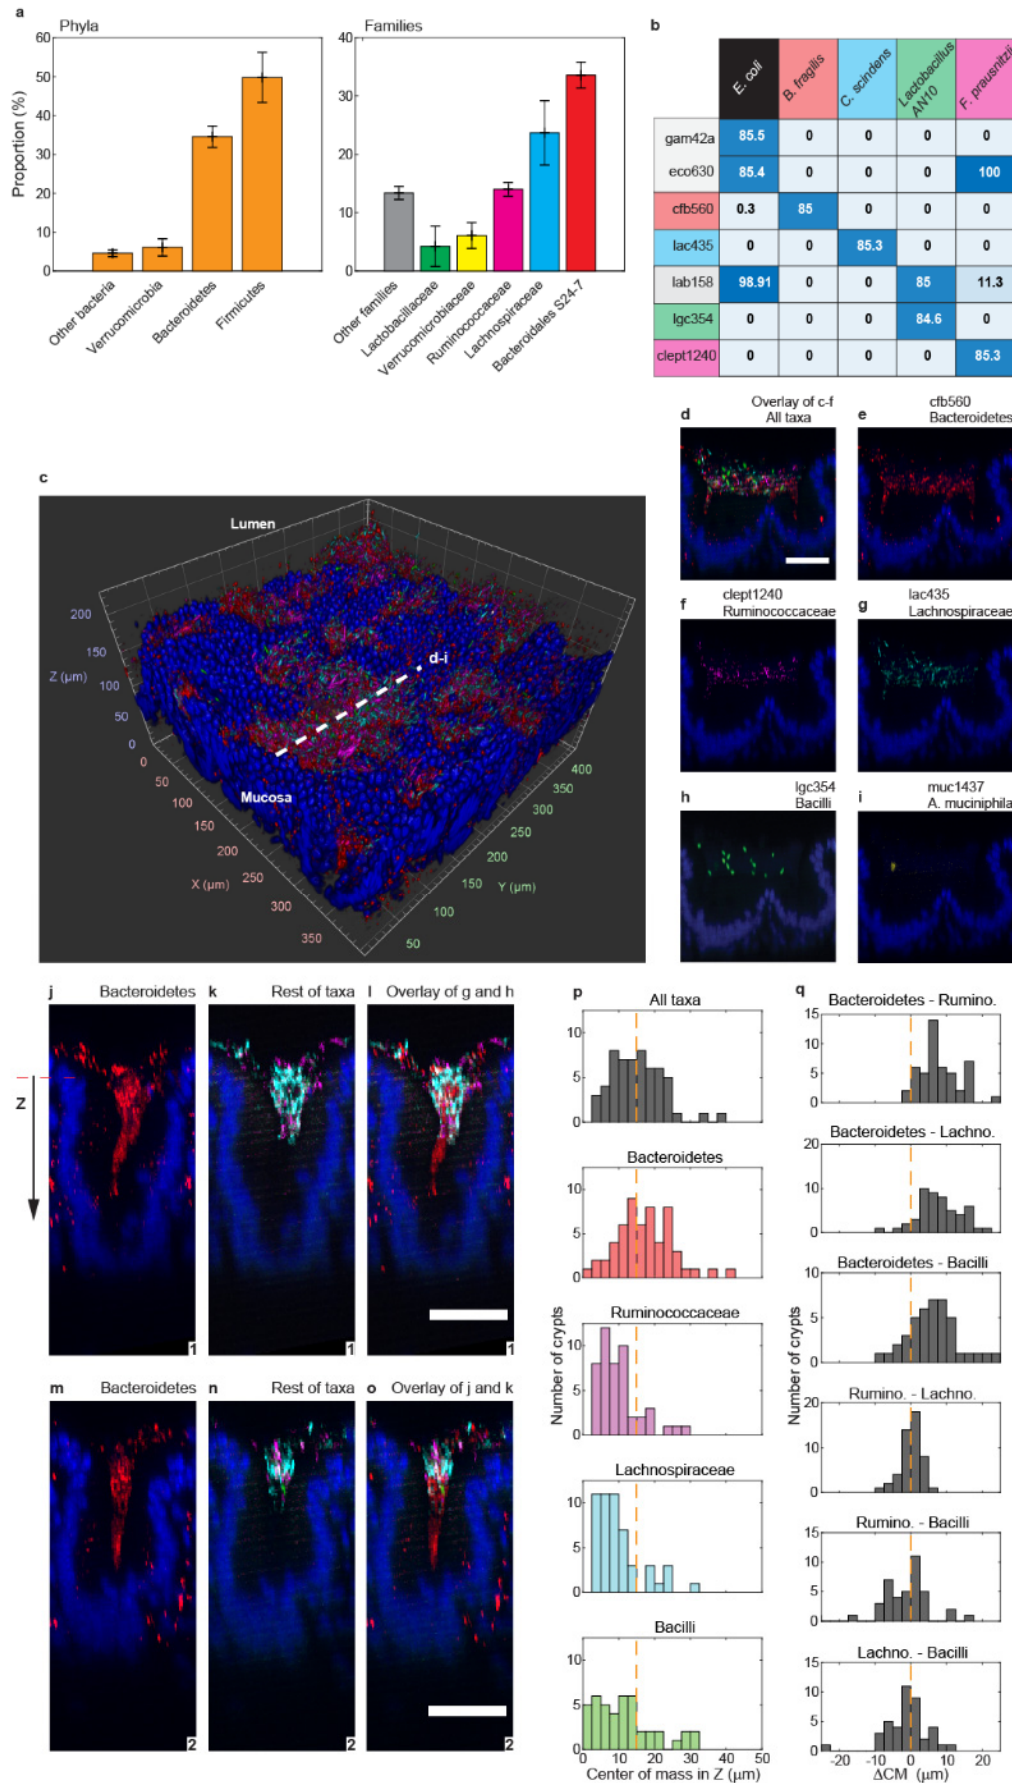 a
Phyla
Families
Proportion (%)
60
50
40
30
20
10
0
Other bacteria
Verrucomicrobia
Bacteroidetes
Firmicutes
40
30
20
10
0
Other families
Lactobacillaceae
Verrucomicrobiaceae
Ruminococcaceae
Lachnospiraceae
Bacteroidales S24-7
b
E. coli
B. fragilis
C. scindens
Lactobacillus AN10
F. prausnitzii
gam42a 85.5 0 0 0 0
eco630 85.4 0 0 0 100
cfb560 0.3 85 0 0 0
lac435 0 0 85.3 0 0
lab158 98.91 0 0 85 11.3
lgc354 0 0 0 84.6 0
clept1240 0 0 0 0 85.3
c
Lumen
Mucosa
d-i
Z (µm)
200
150
100
50
0
X (µm)
0
50
100
150
200
250
300
350
Y (µm)
50
100
150
200
250
300
350
400
d
Overlay of c-f
All taxa
e
cfb560
Bacteroidetes
f
clept1240
Ruminococcaceae
g
lac435
Lachnospiraceae
h
lgc354
Bacilli
i
muc1437
A. muciniphila
j
Bacteroidetes
k
Rest of taxa
l
Overlay of g and h
Z
1
1
1
m
Bacteroidetes
n
Rest of taxa
o
Overlay of j and k
2
2
2
p
All taxa
10
5
0
Bacteroidetes
10
5
0
Ruminococcaceae
10
5
0
Lachnospiraceae
10
5
0
Bacilli
10
5
0
Number of crypts
0 10 20 30 40 50
Center of mass in Z (µm)
q
Bacteroidetes - Rumino.
15
10
5
0
Bacteroidetes - Lachno.
20
10
0
Bacteroidetes - Bacilli
10
5
0
Rumino. - Lachno.
20
15
10
5
0
Rumino. - Bacilli
15
10
5
0
Lachno. - Bacilli
15
10
5
0
Number of crypts
-20 0 20
ΔCM (µm)